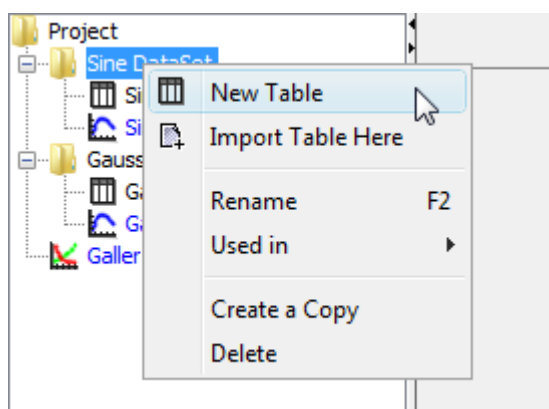 Project
Sine DataSet
Si
Si
Gauss
Ga
Ga
Galler
New Table
Import Table Here
Rename F2
Used in
Create a Copy
Delete